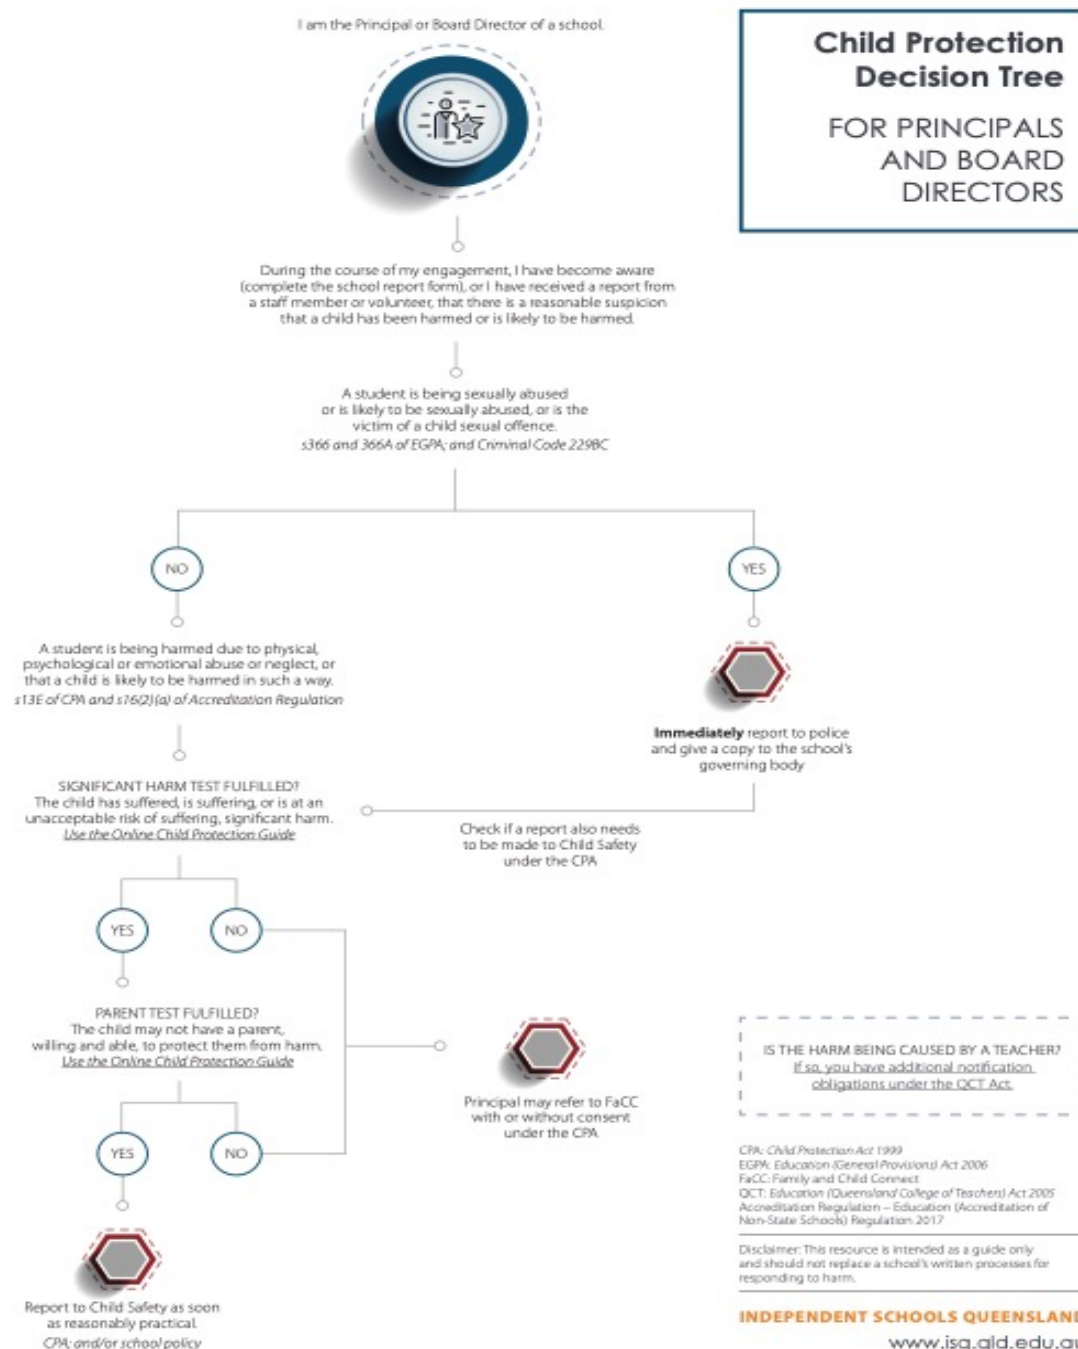 I am the Principal or Board Director of a school.
Child Protection
Decision Tree
FOR PRINCIPALS
AND BOARD
DIRECTORS
During the course of my engagement, I have become aware
(complete the school report form), or I have received a report from
a staff member or volunteer, that there is a reasonable suspicion
that a child has been harmed or is likely to be harmed.
A student is being sexually abused
or is likely to be sexually abused, or is the
victim of a child sexual offence.
s366 and 366A of EGPA; and Criminal Code 229BC
NO
YES
A student is being harmed due to physical,
psychological or emotional abuse or neglect, or
that a child is likely to be harmed in such a way.
s13E of CPA and s16(2)(a) of Accreditation Regulation
Immediately report to police
and give a copy to the school's
governing body
SIGNIFICANT HARM TEST FULFILLED?
The child has suffered, is suffering, or is at an
unacceptable risk of suffering, significant harm.
Use the Online Child Protection Guide
Check if a report also needs
to be made to Child Safety
under the CPA
YES
NO
PARENT TEST FULFILLED?
The child may not have a parent,
willing and able, to protect them from harm.
Use the Online Child Protection Guide
Principal may refer to FaCC
with or without consent
under the CPA
YES
NO
Report to Child Safety as soon
as reasonably practical.
CPA; and/or school policy
IS THE HARM BEING CAUSED BY A TEACHER?
If so, you have additional notification
obligations under the QCT Act.
CPA: Child Protection Act 1999
EGPA: Education (General Provisions) Act 2006
FaCC: Family and Child Connect
QCT: Education (Queensland College of Teachers) Act 2005
Accreditation Regulation – Education (Accreditation of
Non-State Schools) Regulation 2017
Disclaimer: This resource is intended as a guide only
and should not replace a school's written processes for
responding to harm.
INDEPENDENT SCHOOLS QUEENSLAND
www.isq.qld.edu.au